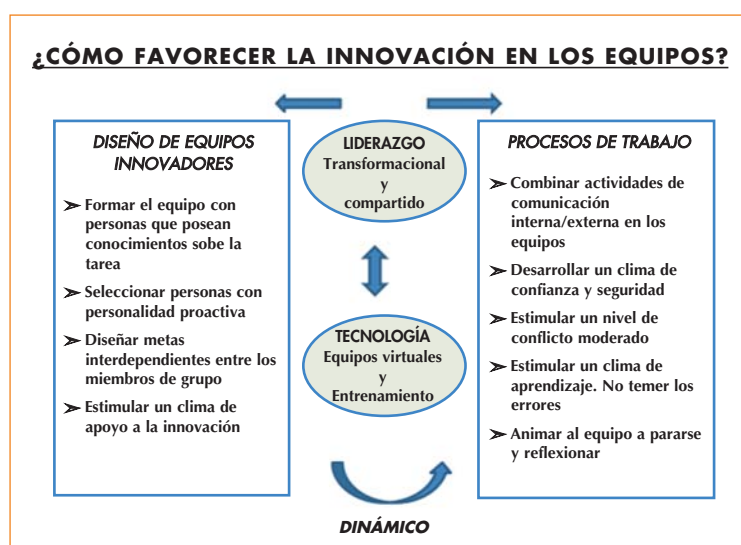 ¿CÓMO FAVORECER LA INNOVACIÓN EN LOS EQUIPOS?
DISEÑO DE EQUIPOS
INNOVADORES
➢ Formar el equipo con
personas que posean
conocimientos sobe la
tarea
➢ Seleccionar personas con
personalidad proactiva
➢ Diseñar metas
interdependientes entre los
miembros de grupo
➢ Estimular un clima de
apoyo a la innovación
LIDERAZGO
Transformacional
y
compartido
TECNOLOGÍA
Equipos virtuales
y
Entrenamiento
PROCESOS DE TRABAJO
➢ Combinar actividades de
comunicación
interna/externa en los
equipos
➢ Desarrollar un clima de
confianza y seguridad
➢ Estimular un nivel de
conflicto moderado
➢ Estimular un clima de
aprendizaje. No temer los
errores
➢ Animar al equipo a pararse
y reflexionar
DINÁMICO